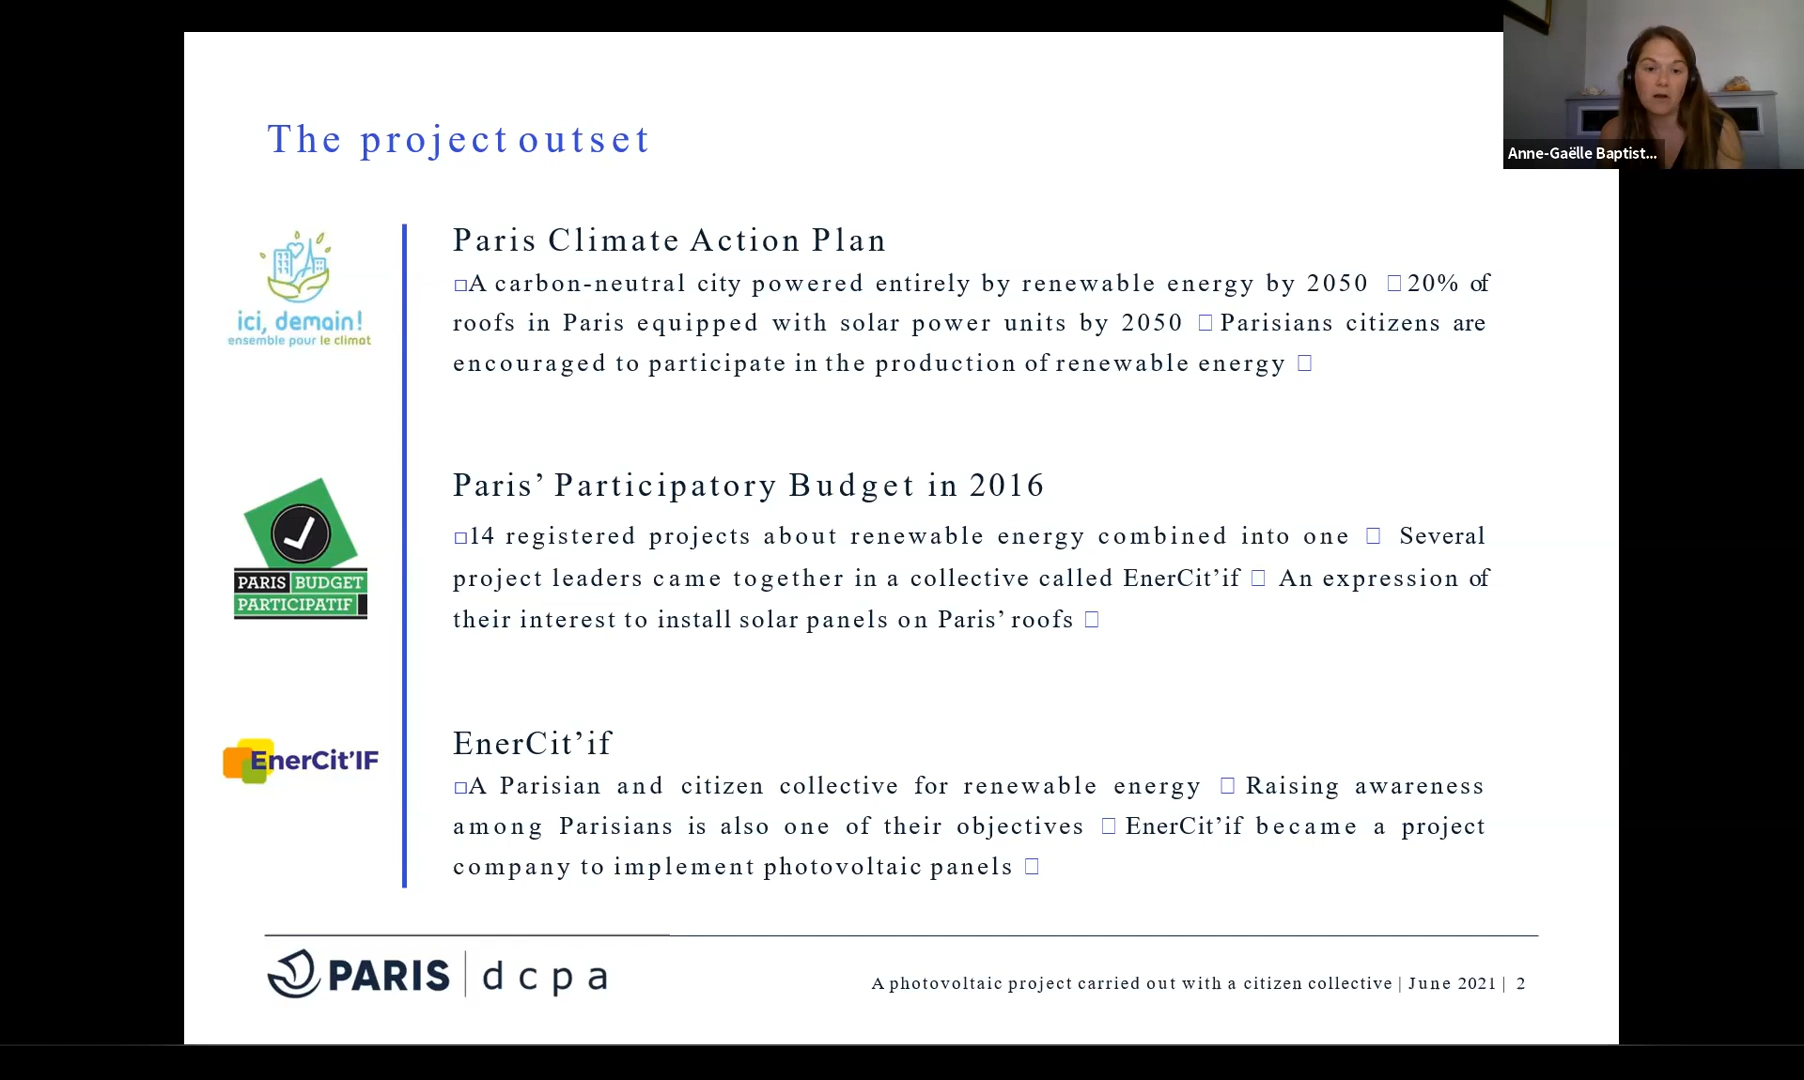 The project outset
Anne-Gaëlle Baptist...
ici, demain!
ensemble pour le climat
Paris Climate Action Plan
□A carbon-neutral city powered entirely by renewable energy by 2050 □20% of
roofs in Paris equipped with solar power units by 2050 □Parisians citizens are
encouraged to participate in the production of renewable energy □
PARIS BUDGET
PARTICIPATIF
Paris’ Participatory Budget in 2016
□14 registered projects about renewable energy combined into one □ Several
project leaders came together in a collective called EnerCit’if □ An expression of
their interest to install solar panels on Paris’ roofs □
EnerCit'IF
EnerCit’if
□A Parisian and citizen collective for renewable energy □ Raising awareness
among Parisians is also one of their objectives □ EnerCit’if became a project
company to implement photovoltaic panels □
PARIS | dcpa
A photovoltaic project carried out with a citizen collective | June 2021 | 2